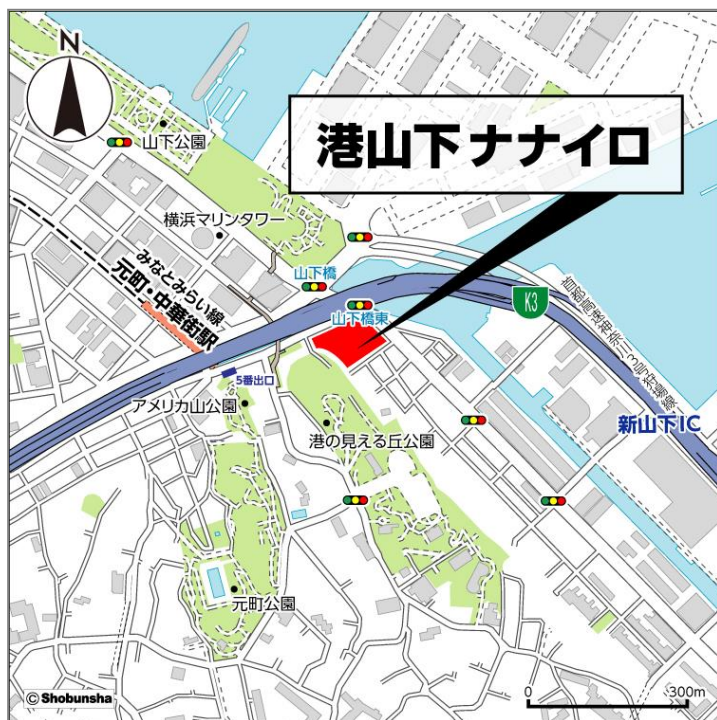 N
山下公園
港山下ナナイロ
横浜マリンタワー
みなとみらい線
元町・中華街駅
山下橋
山下橋東
K3
首都高速神奈川3号狩場線
5番出口
アメリカ山公園
港の見える丘公園
新山下IC
元町公園
© Shobunsha
0 300m